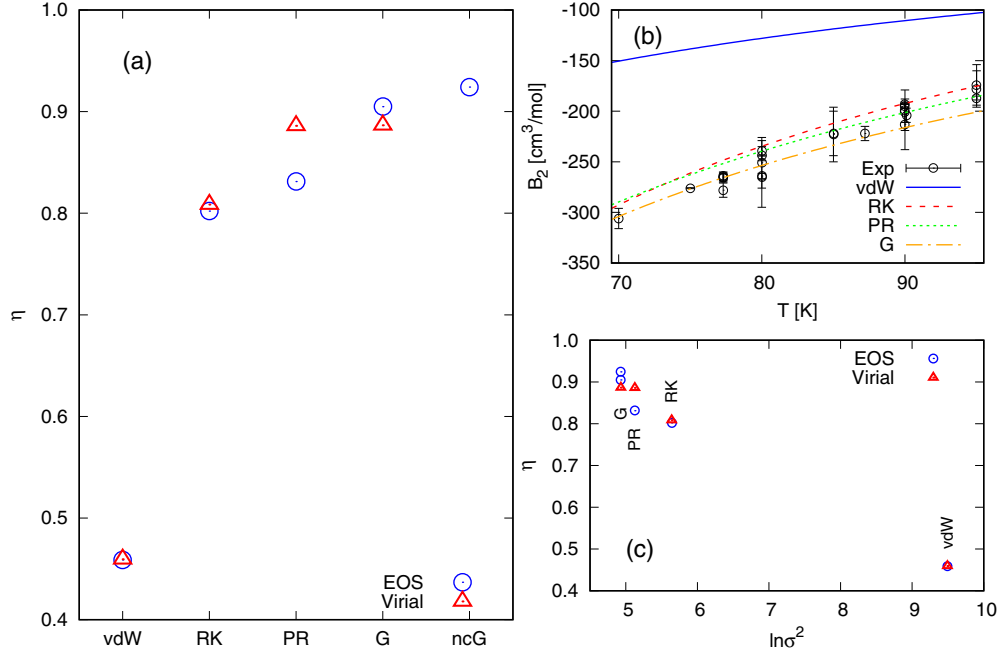 (a)
1.0
0.9
0.8
0.7
0.6
0.5
0.4
η
EOS
Virial
vdW RK PR G ncG
(b)
-100
-150
-200
-250
-300
-350
B2 [cm3/mol]
Exp
vdW
RK
PR
G
70 80 90
T [K]
1.0
0.9
0.8
0.7
0.6
0.5
0.4
η
EOS
Virial
G
PR
RK
vdW
(c)
5 6 7 8 9 10
lnσ2